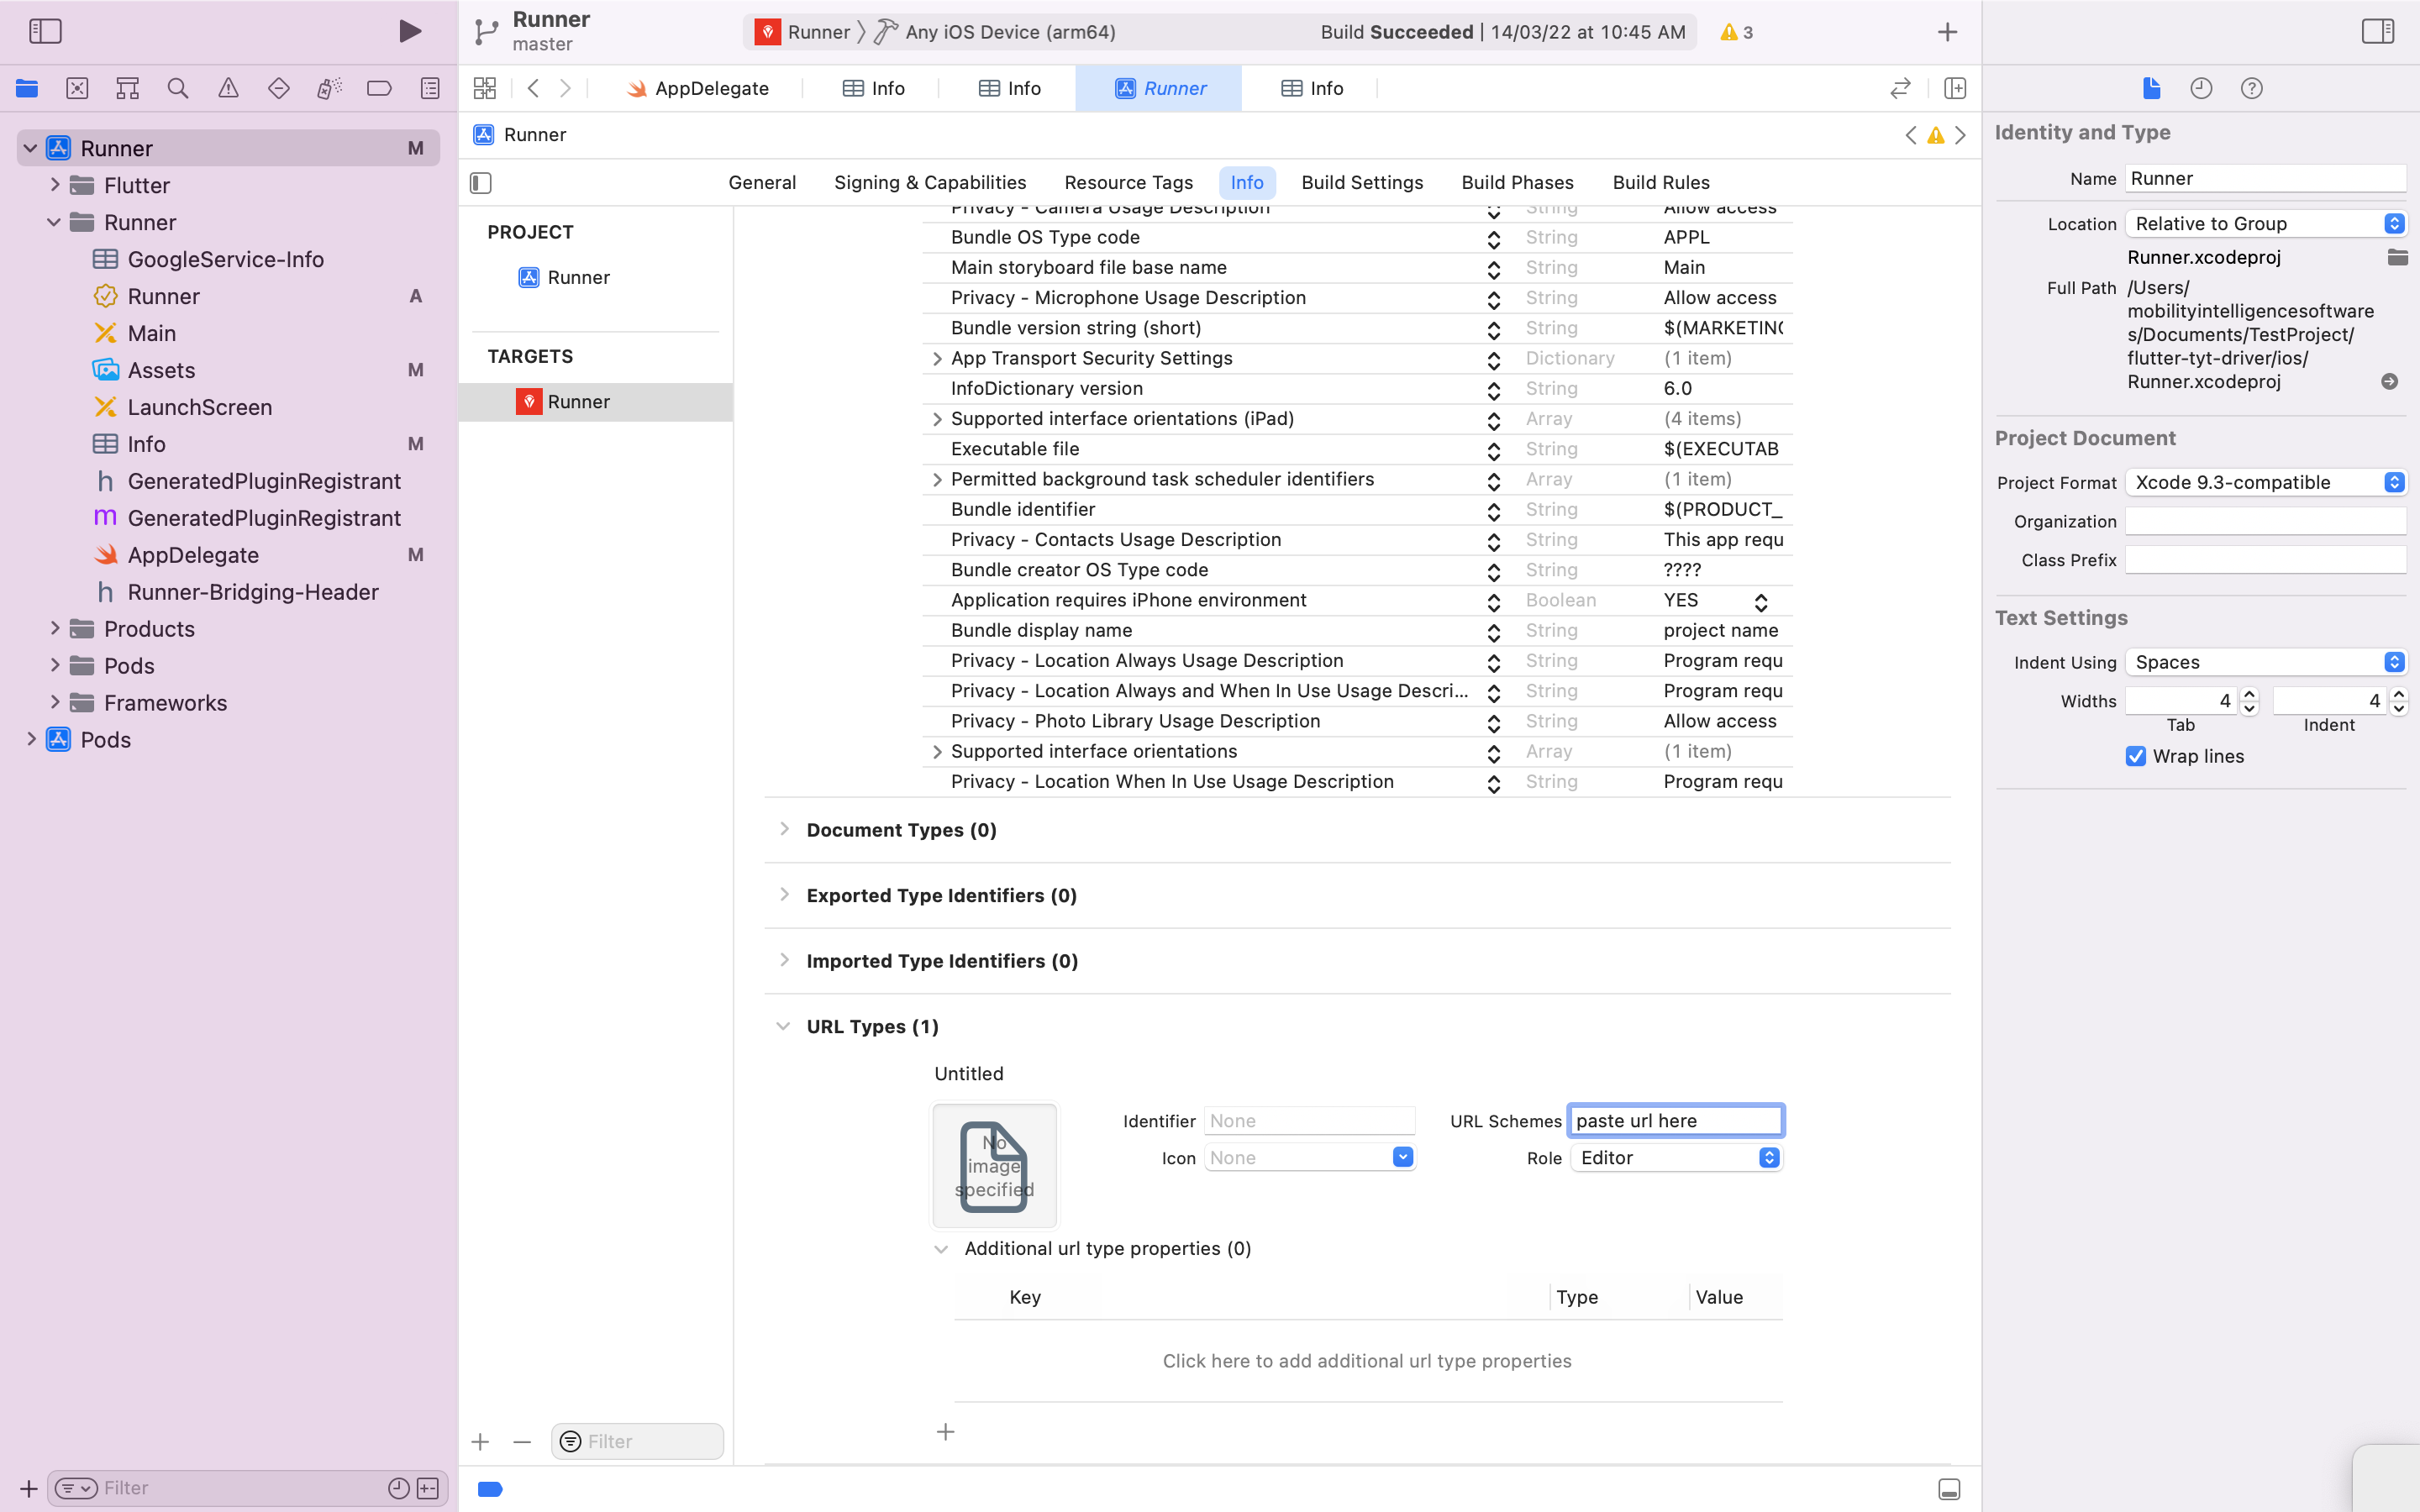 Runner
master
Runner
Any iOS Device (arm64)
Build Succeeded | 14/03/22 at 10:45 AM
3
AppDelegate
Info
Info
Runner
Info
Runner
M
Flutter
Runner
GoogleService-Info
Runner
A
Main
Assets
M
LaunchScreen
Info
M
GeneratedPluginRegistrant
GeneratedPluginRegistrant
AppDelegate
M
Runner-Bridging-Header
Products
Pods
Frameworks
Pods
Filter
Runner
General
Signing & Capabilities
Resource Tags
Info
Build Settings
Build Phases
Build Rules
PROJECT
Runner
TARGETS
Runner
Filter
Privacy - Camera Usage Description String Allow access
Bundle OS Type code String APPL
Main storyboard file base name String Main
Privacy - Microphone Usage Description String Allow access
Bundle version string (short) String $(MARKETING
App Transport Security Settings Dictionary (1 item)
InfoDictionary version String 6.0
Supported interface orientations (iPad) Array (4 items)
Executable file String $(EXECUTAB
Permitted background task scheduler identifiers Array (1 item)
Bundle identifier String $(PRODUCT_
Privacy - Contacts Usage Description String This app requ
Bundle creator OS Type code String ????
Application requires iPhone environment Boolean YES
Bundle display name String project name
Privacy - Location Always Usage Description String Program requ
Privacy - Location Always and When In Use Usage Descri... String Program requ
Privacy - Photo Library Usage Description String Allow access
Supported interface orientations Array (1 item)
Privacy - Location When In Use Usage Description String Program requ
Document Types (0)
Exported Type Identifiers (0)
Imported Type Identifiers (0)
URL Types (1)
Untitled
No
image
specified
Identifier None
URL Schemes paste url here
Icon None
Role Editor
Additional url type properties (0)
Key Type Value
Click here to add additional url type properties
Identity and Type
Name Runner
Location Relative to Group
Runner.xcodeproj
Full Path /Users/
mobilityintelligencesoftware
s/Documents/TestProject/
flutter-tyt-driver/ios/
Runner.xcodeproj
Project Document
Project Format Xcode 9.3-compatible
Organization
Class Prefix
Text Settings
Indent Using Spaces
Widths 4 4
Tab Indent
Wrap lines